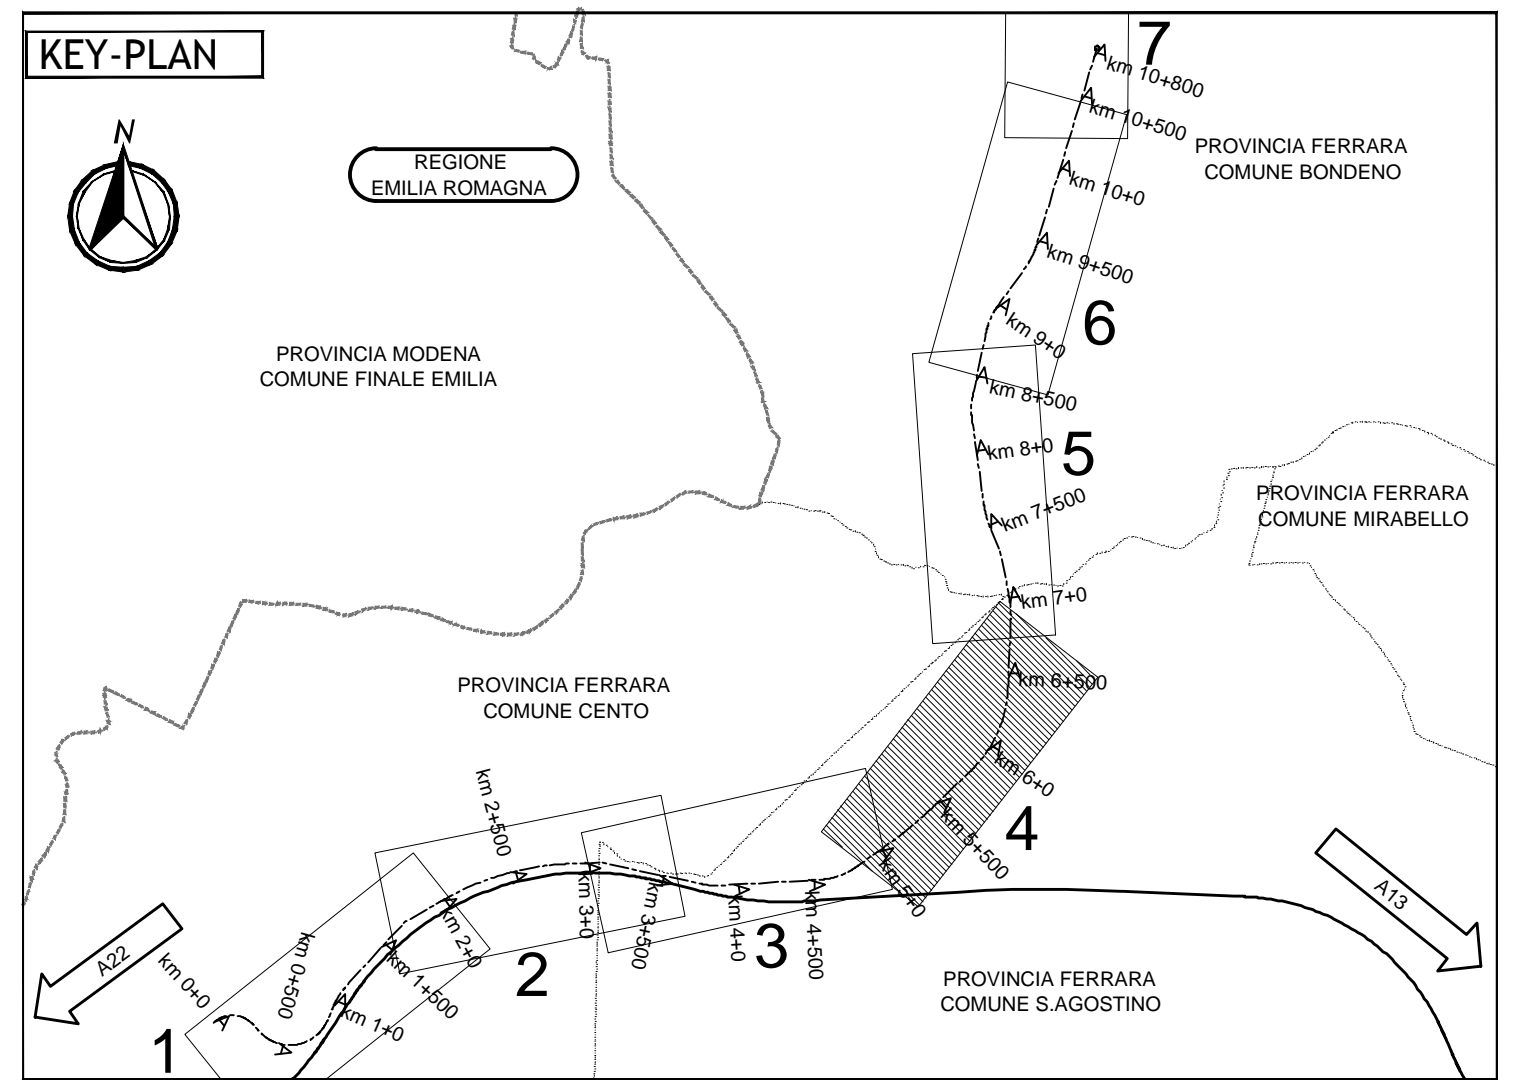 KEY-PLAN
N
REGIONE
EMILIA ROMAGNA
7
km 10+800
km 10+500
PROVINCIA FERRARA
COMUNE BONDENO
km 10+0
km 9+500
6
km 9+0
PROVINCIA MODENA
COMUNE FINALE EMILIA
km 8+500
5
km 8+0
km 7+500
PROVINCIA FERRARA
COMUNE MIRABELLO
km 7+0
km 6+500
PROVINCIA FERRARA
COMUNE CENTO
km 6+0
4
km 5+500
km 5+0
km 4+500
km 4+0
3
km 3+500
km 3+0
km 2+500
2
km 2+0
km 1+500
km 1+0
km 0+500
km 0+0
1
A22
A13
PROVINCIA FERRARA
COMUNE S.AGOSTINO